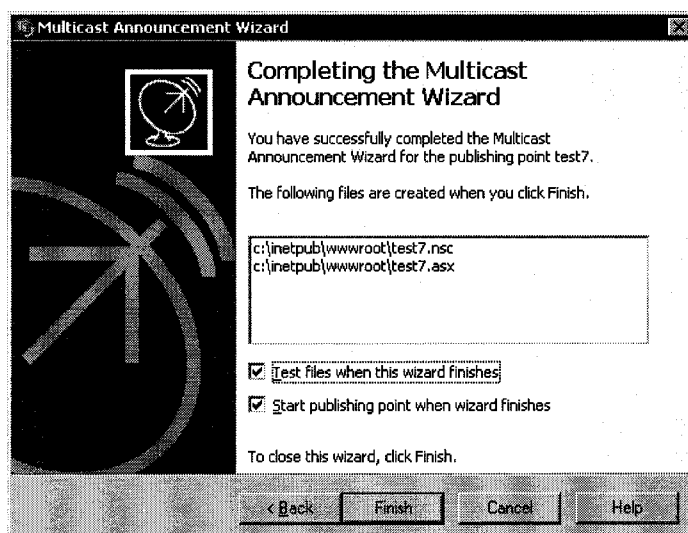 Multicast Announcement Wizard
Completing the Multicast
Announcement Wizard
You have successfully completed the Multicast
Announcement Wizard for the publishing point test7.
The following files are created when you click Finish.
c:\inetpub\wwwroot\test7.nsc
c:\inetpub\wwwroot\test7.asx
Test files when this wizard finishes
Start publishing point when wizard finishes
To close this wizard, click Finish.
< Back Finish Cancel Help